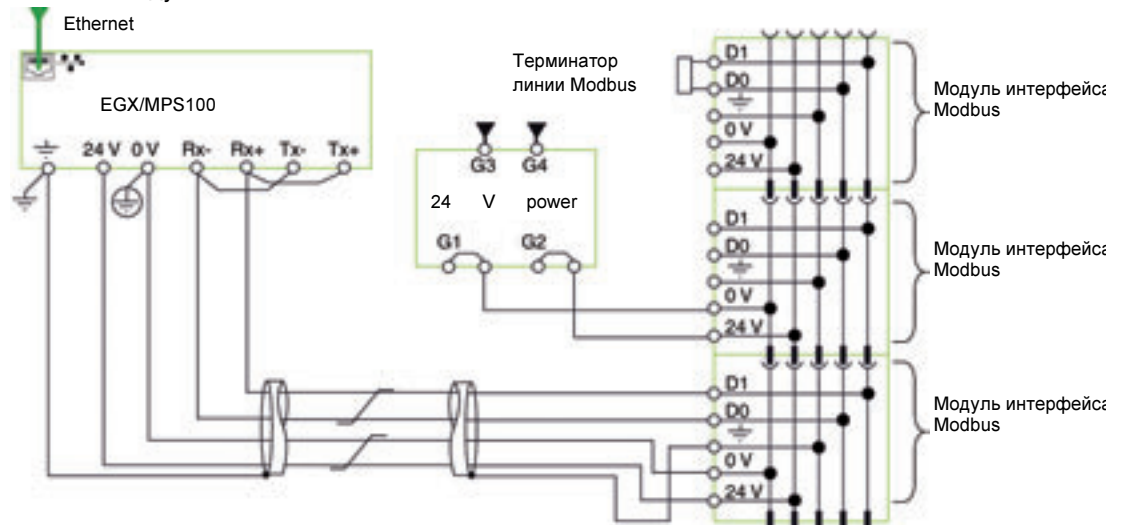 Ethernet
EGX/MPS100
24 V 0 V Rx- Rx+ Tx- Tx+
Терминатор
линии Modbus
G3 G4
24 V power
G1 G2
D1
D0
0 V
24 V
Модуль интерфейса
Modbus
D1
D0
0 V
24 V
Модуль интерфейса
Modbus
D1
D0
0 V
24 V
Модуль интерфейса
Modbus